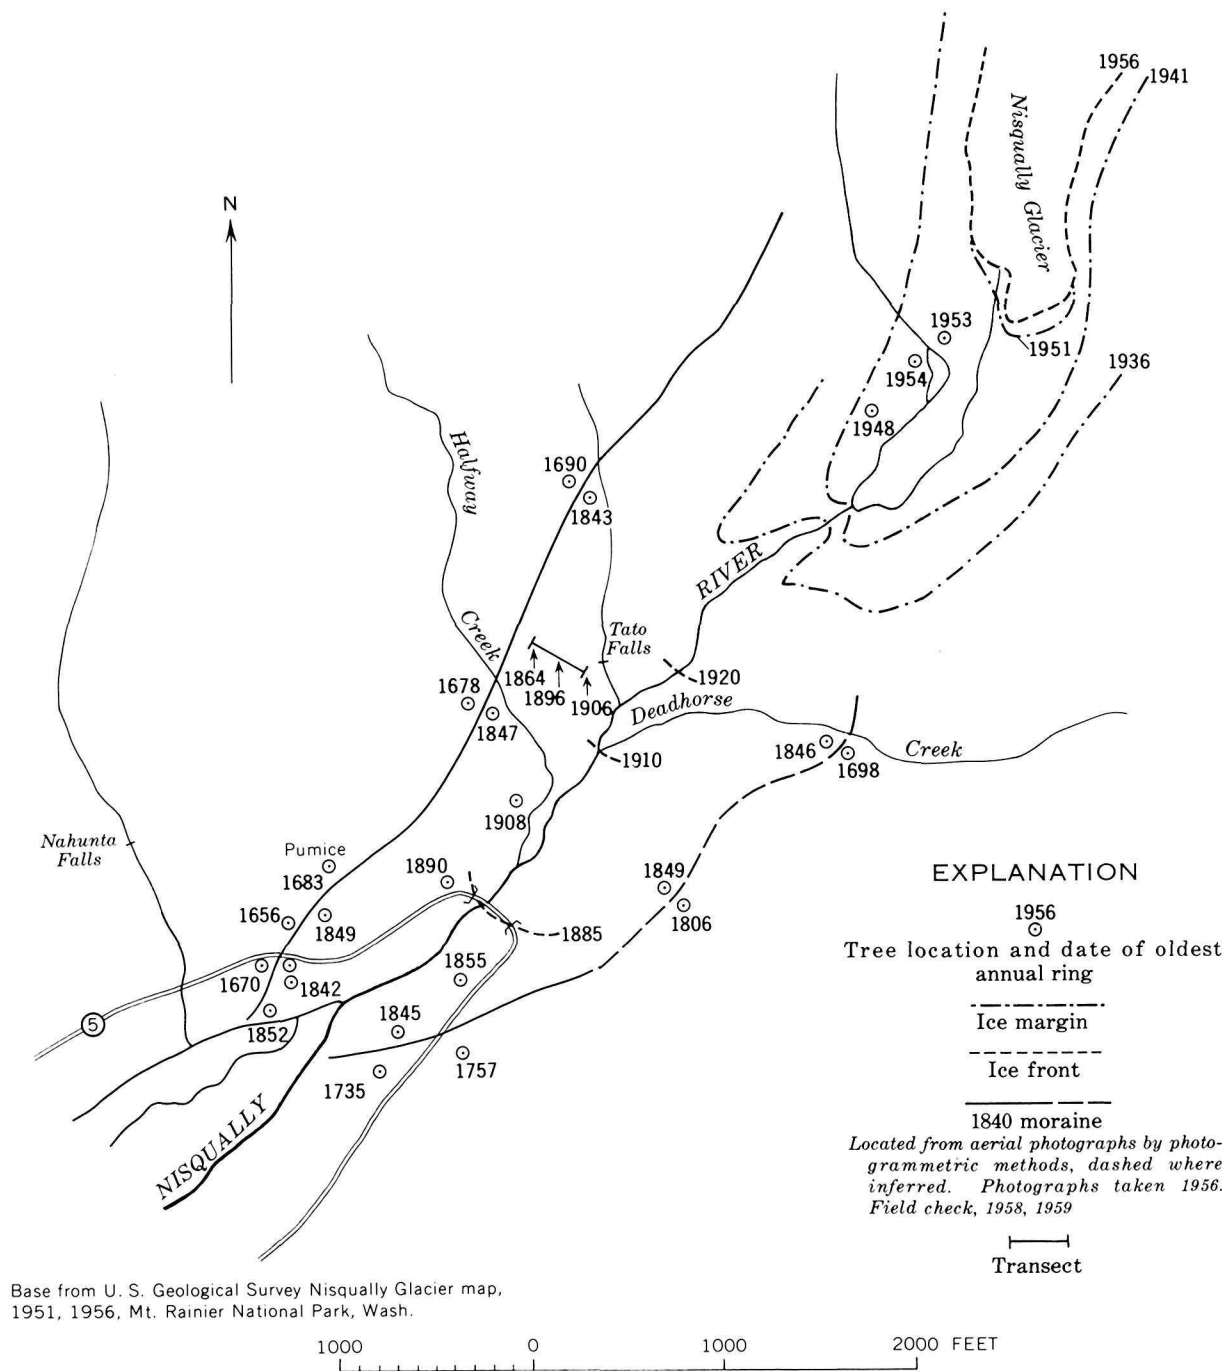 1956
1941
Nisqually Glacier
N
1953
1951
1954
1936
1948
Halfway
Creek
1690
1843
RIVER
Tato
Falls
1864
1896
1906
1920
1678
1847
Deadhorse
Creek
1910
1846
1698
1908
Nahunta
Falls
Pumice
1683
1890
1849
1806
1656
1849
1885
1670
1842
1855
5
1852
1845
1735
1757
NISQUALLY
EXPLANATION
1956
Tree location and date of oldest
annual ring
Ice margin
Ice front
1840 moraine
Located from aerial photographs by photo-
grammetric methods, dashed where
inferred. Photographs taken 1956.
Field check, 1958, 1959
Transect
Base from U. S. Geological Survey Nisqually Glacier map,
1951, 1956, Mt. Rainier National Park, Wash.
1000 0 1000 2000 FEET